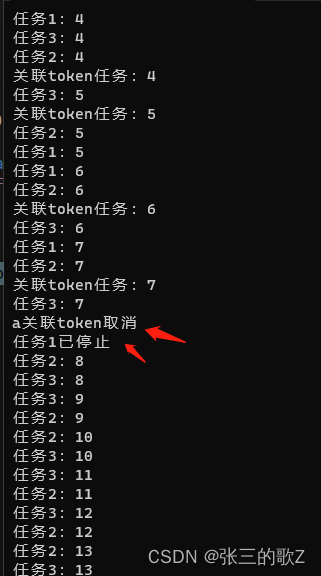 任务1: 4
任务3: 4
任务2: 4
关联token任务: 4
任务3: 5
关联token任务: 5
任务2: 5
任务1: 5
任务1: 6
任务2: 6
关联token任务: 6
任务3: 6
任务1: 7
任务2: 7
关联token任务: 7
任务3: 7
a关联token取消
任务1已停止
任务2: 8
任务3: 8
任务3: 9
任务2: 9
任务2: 10
任务3: 10
任务3: 11
任务2: 11
任务3: 12
任务2: 12
任务2: 13
任务3: 13
CSDN @张三的歌Z